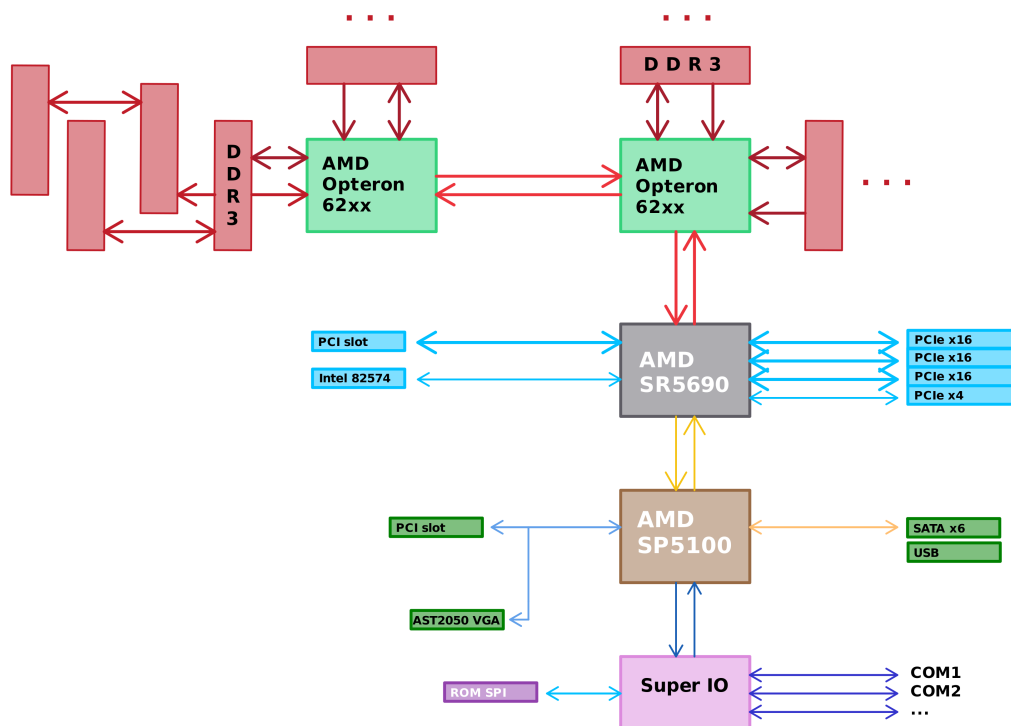 . . .
. . .
D D R 3
D
D
R
3
AMD
Opteron
62xx
AMD
Opteron
62xx
. . .
PCI slot
Intel 82574
AMD
SR5690
PCIe x16
PCIe x16
PCIe x16
PCIe x4
PCI slot
AMD
SP5100
SATA x6
USB
AST2050 VGA
ROM SPI
Super IO
COM1
COM2
...